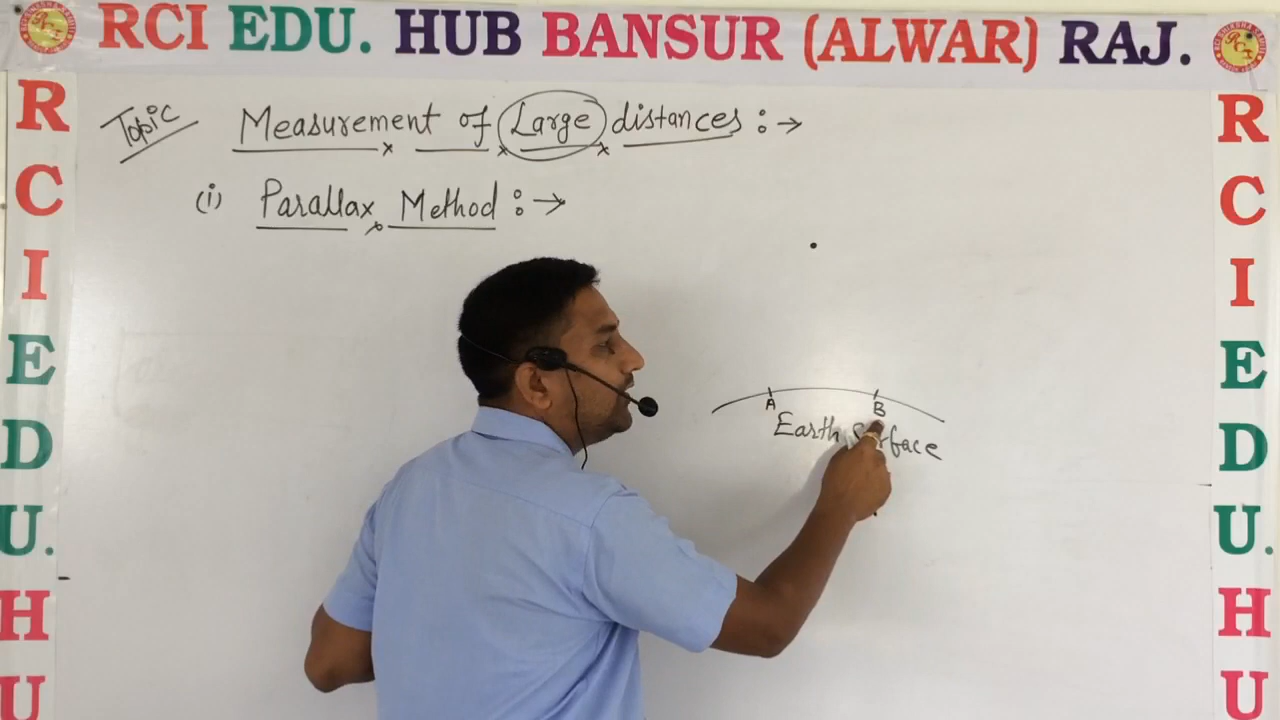 RCI EDU. HUB BANSUR (ALWAR) RAJ.
R
C
I
E
D
U.
H
U
Topic Measurement of Large distances :→
(i) Parallax Method :→
A B
Earth Surface
R
C
I
E
D
U.
H
U